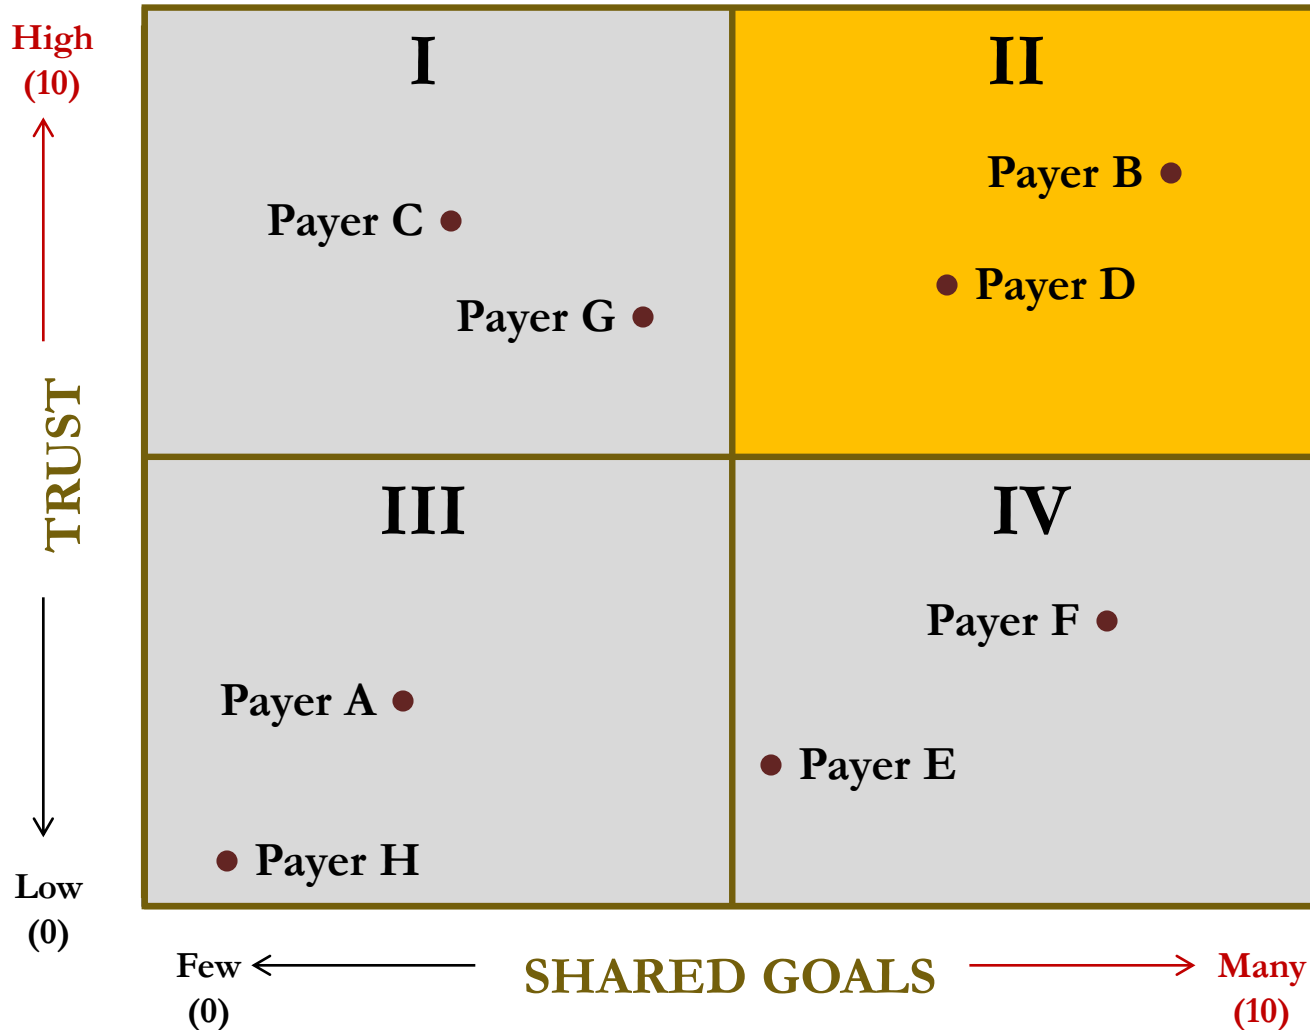 High
(10)
I
II
Payer B
Payer C
Payer D
Payer G
TRUST
III
IV
Payer F
Payer A
Payer E
Payer H
Low
(0)
Few
(0)
SHARED GOALS
Many
(10)